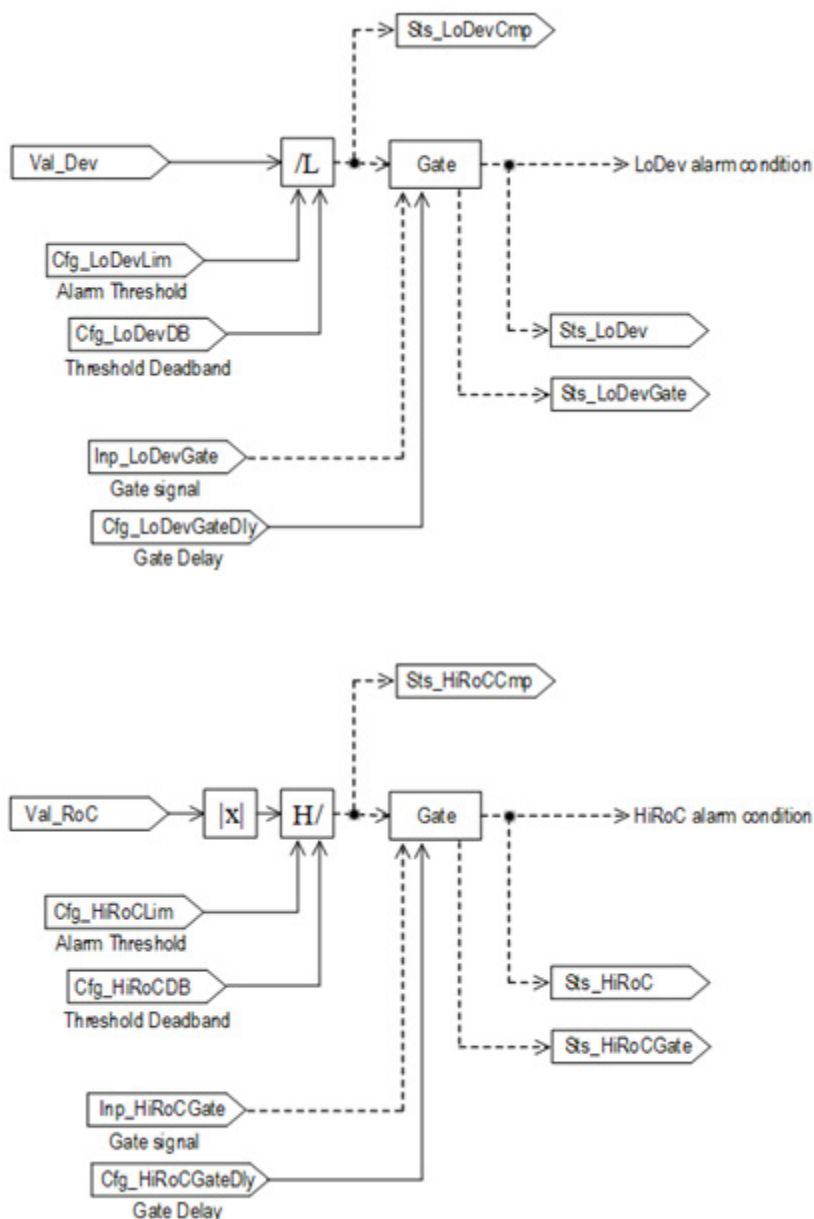 Sts_LoDevCmp
Val_Dev
/L
Gate
LoDev alarm condition
Cfg_LoDevLim
Alarm Threshold
Cfg_LoDevDB
Threshold Deadband
Sts_LoDev
Sts_LoDevGate
Inp_LoDevGate
Gate signal
Cfg_LoDevGateDly
Gate Delay
Sts_HiRoCCmp
Val_RoC
|x|
H/
Gate
HiRoC alarm condition
Cfg_HiRoCLim
Alarm Threshold
Cfg_HiRoCDB
Threshold Deadband
Sts_HiRoC
Sts_HiRoCGate
Inp_HiRoCGate
Gate signal
Cfg_HiRoCGateDly
Gate Delay